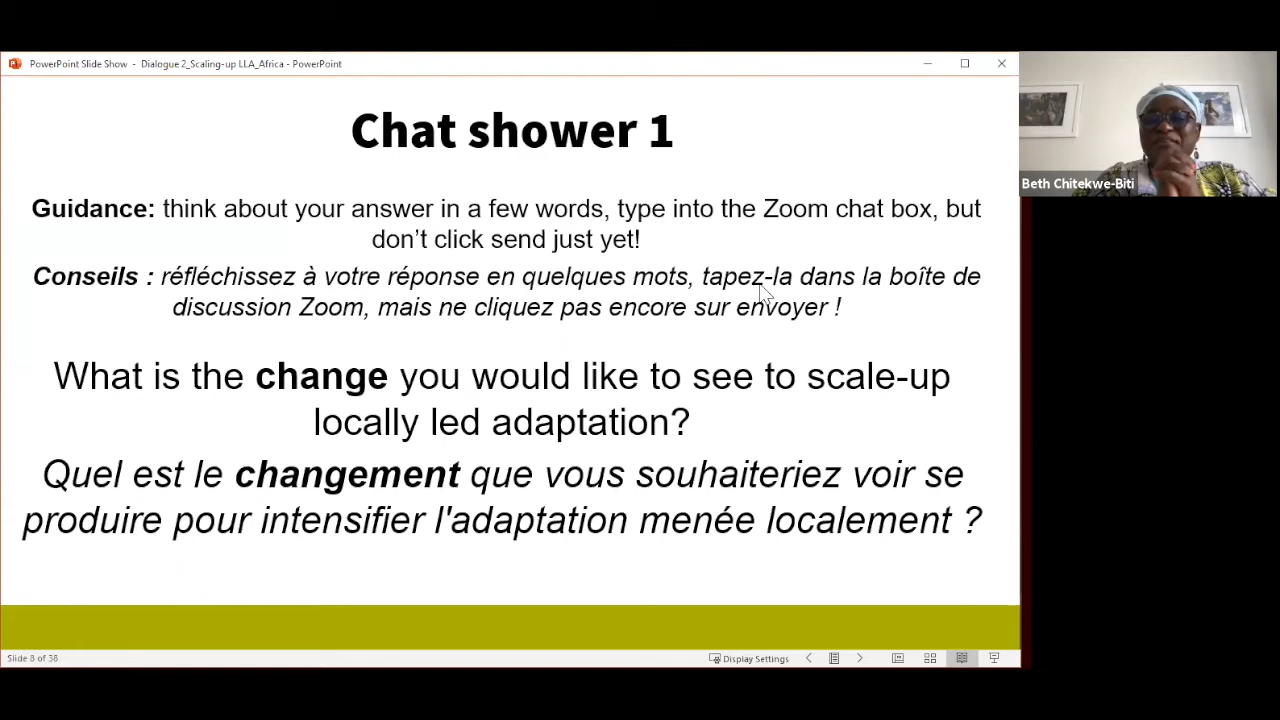 PowerPoint Slide Show - Dialogue 2_Scaling-up LLA_Africa - PowerPoint
Chat shower 1
Guidance: think about your answer in a few words, type into the Zoom chat box, but
don’t click send just yet!
Conseils : réfléchissez à votre réponse en quelques mots, tapez-la dans la boîte de
discussion Zoom, mais ne cliquez pas encore sur envoyer !
What is the change you would like to see to scale-up
locally led adaptation?
Quel est le changement que vous souhaiteriez voir se
produire pour intensifier l'adaptation menée localement ?
Slide 8 of 38
Display Settings
Beth Chitekwe-Biti